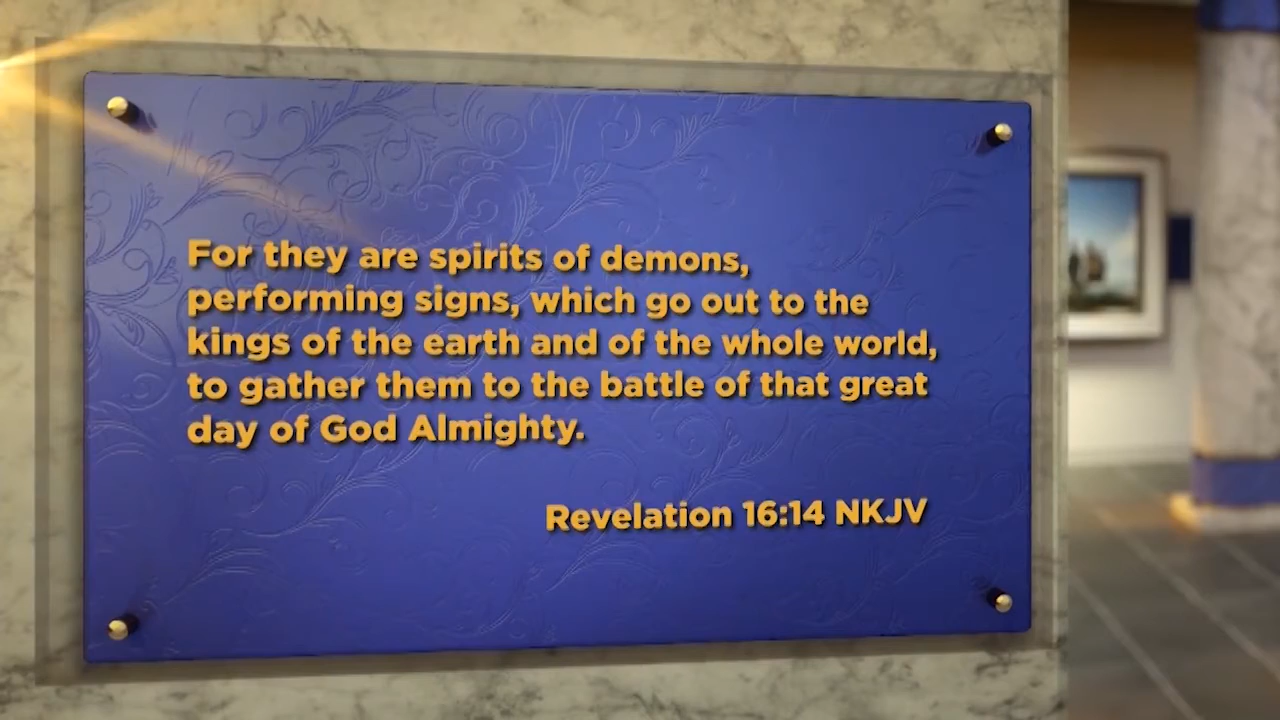 For they are spirits of demons,
performing signs, which go out to the
kings of the earth and of the whole world,
to gather them to the battle of that great
day of God Almighty.
Revelation 16:14 NKJV